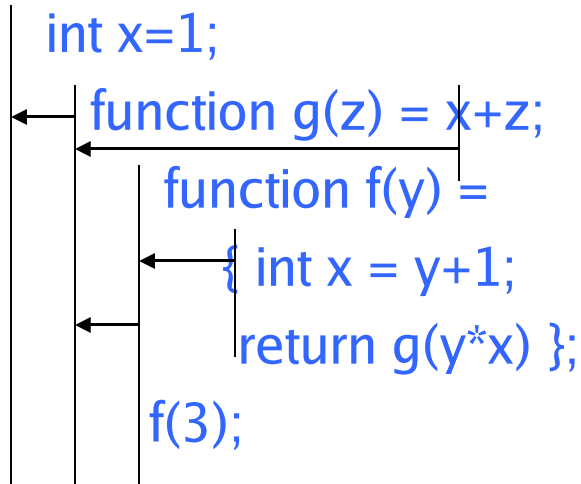 int x=1;
function g(z) = x+z;
function f(y) =
{ int x = y+1;
return g(y*x) };
f(3);